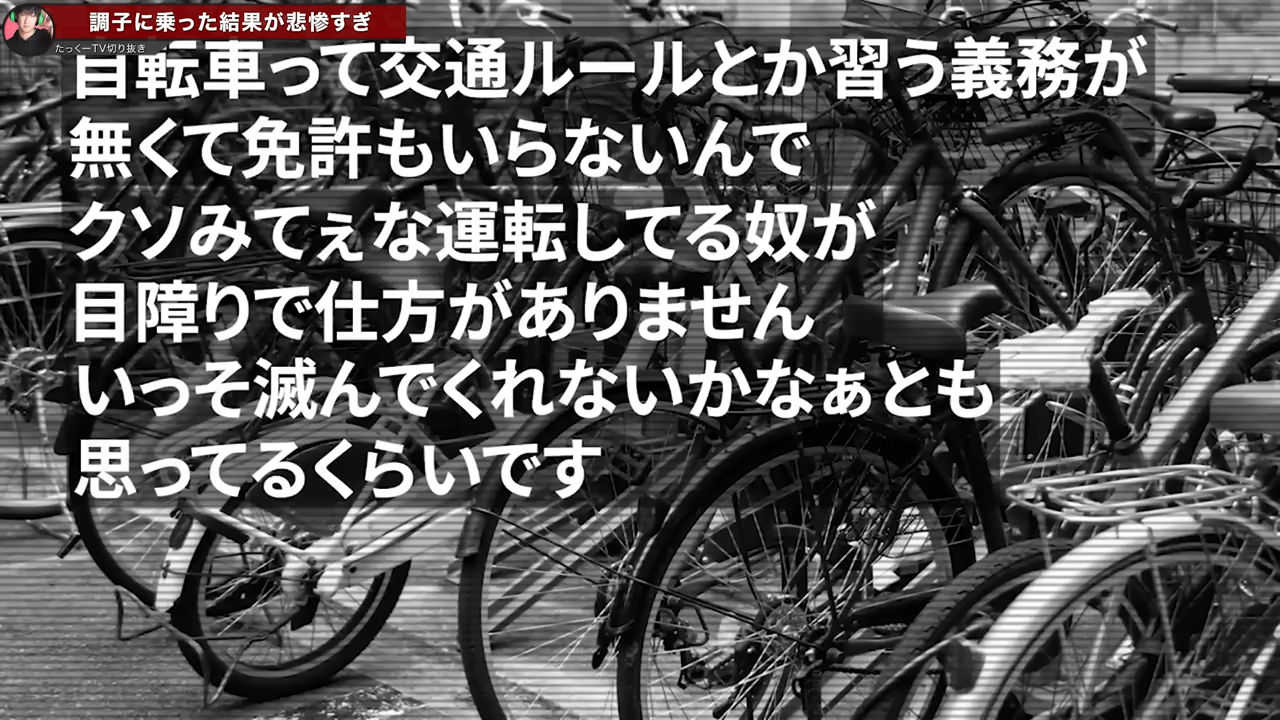 調子に乗った結果が悲惨すぎ
たっくーTV切り抜き
自転車って交通ルールとか習う義務が
無くて免許もいらないんで
クソみてぇな運転してる奴が
目障りで仕方がありません
いっそ滅んでくれないかなぁとも
思ってるくらいです